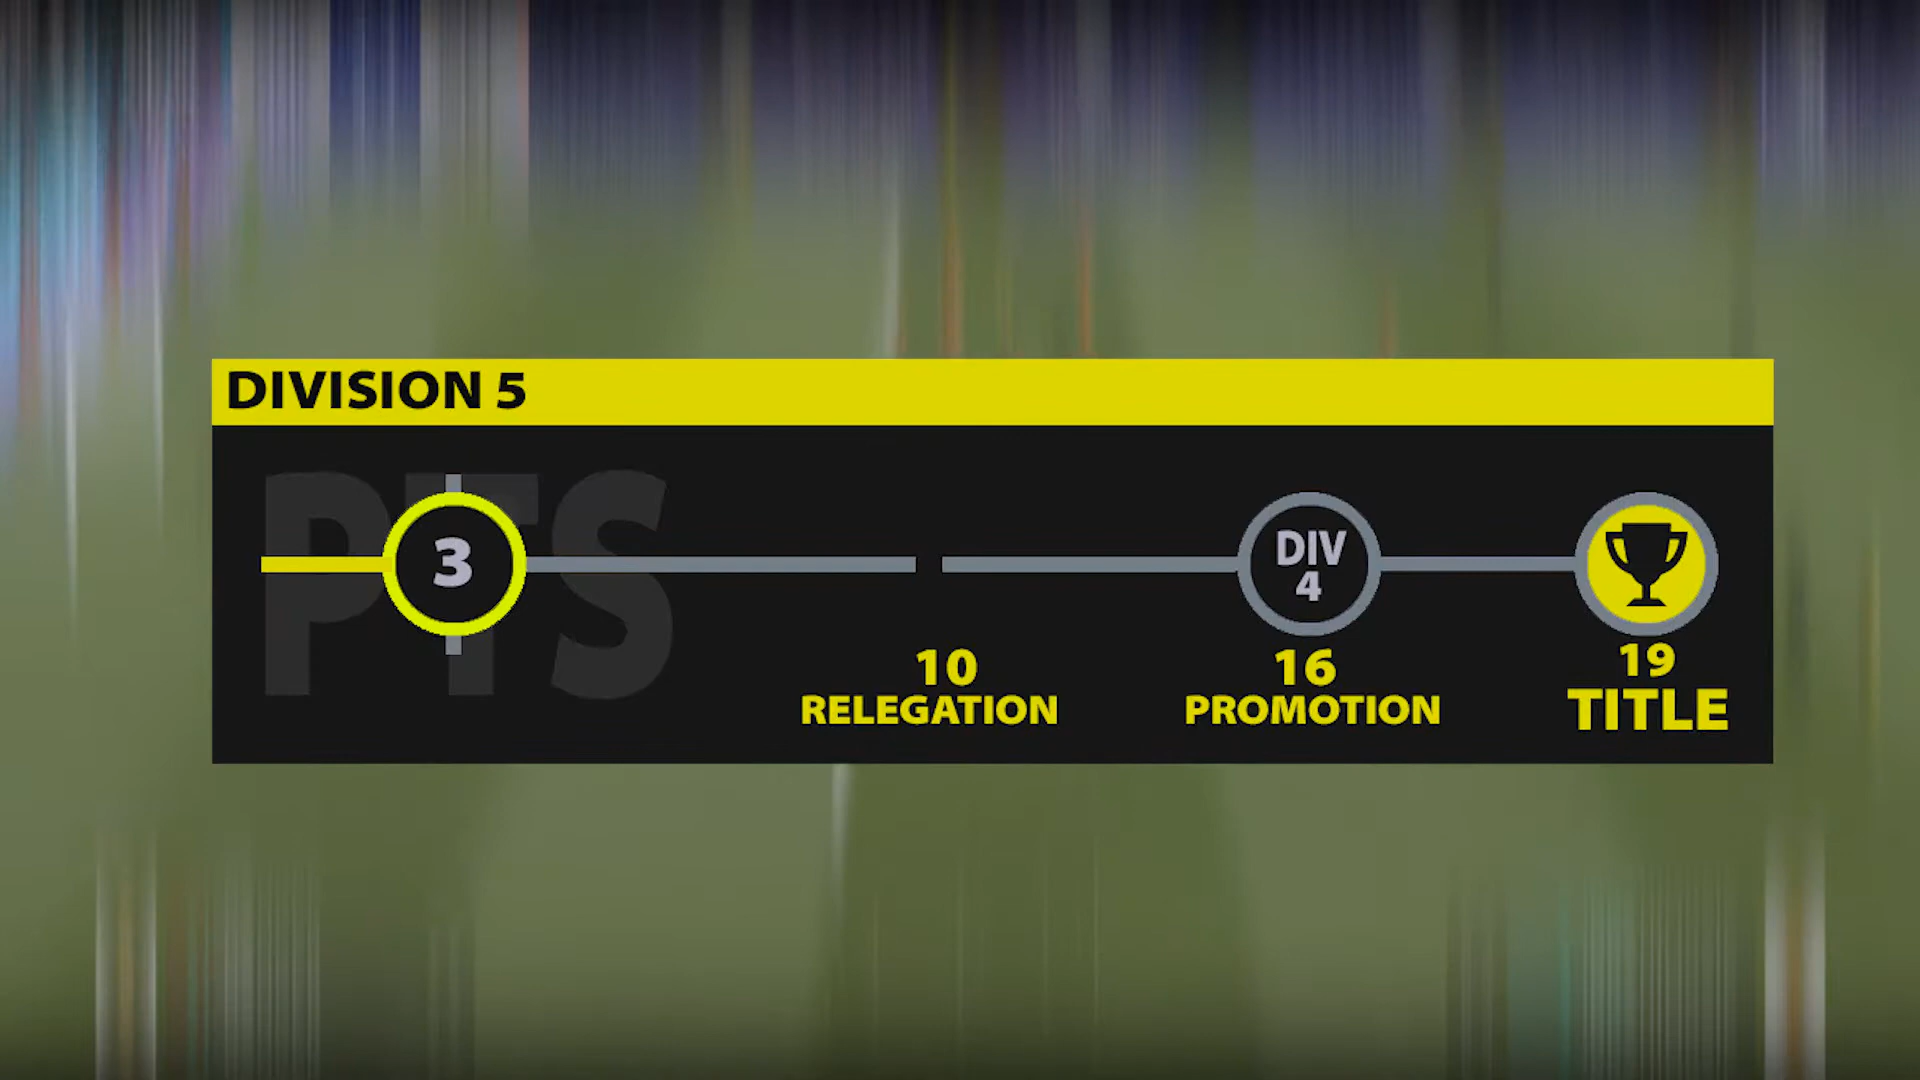 DIVISION 5
PTS
3
DIV
4
10
RELEGATION
16
PROMOTION
19
TITLE